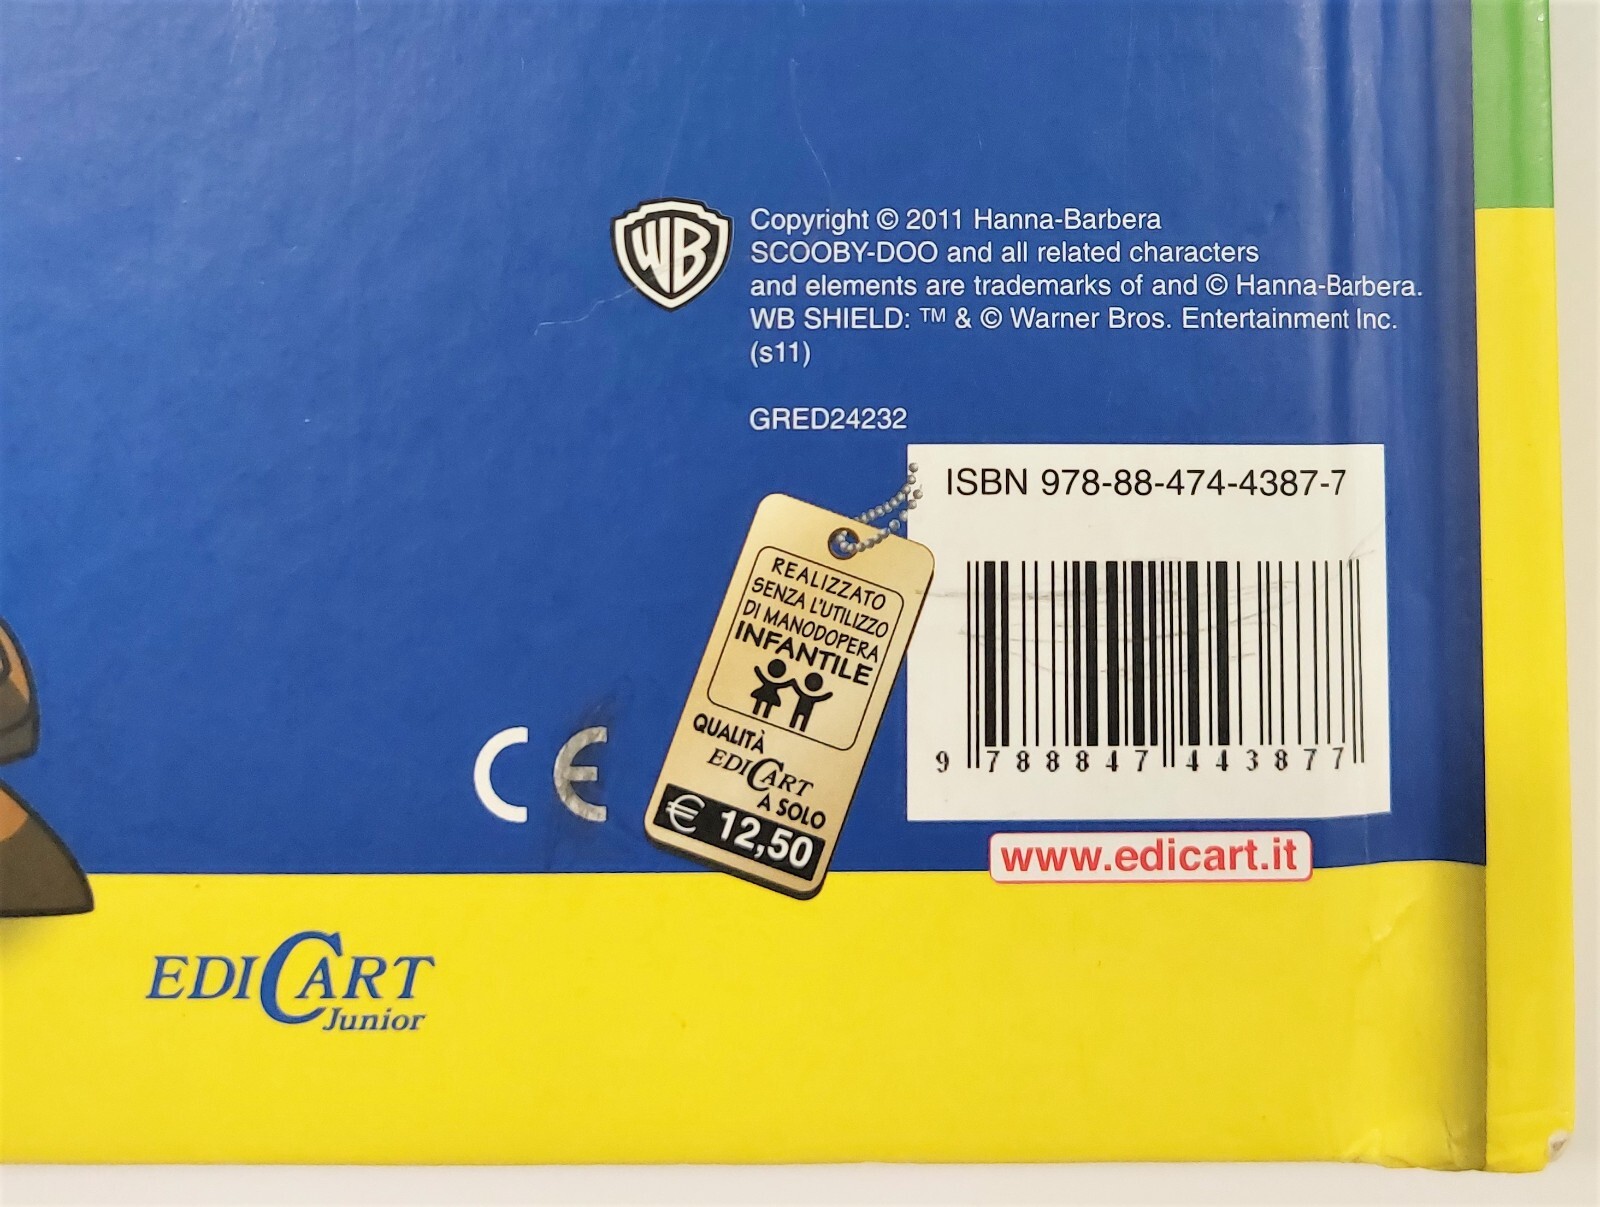 WB
Copyright © 2011 Hanna-Barbera
SCOOBY-DOO and all related characters
and elements are trademarks of and © Hanna-Barbera.
WB SHIELD: ™ & © Warner Bros. Entertainment Inc.
(s11)
GRED24232
ISBN 978-88-474-4387-7
9 788847 443877
REALIZZATO
SENZA L'UTILIZZO
DI MANODOPERA
INFANTILE
QUALITÀ
EDICART
A SOLO
€ 12,50
CE
www.edicart.it
EDICART
Junior